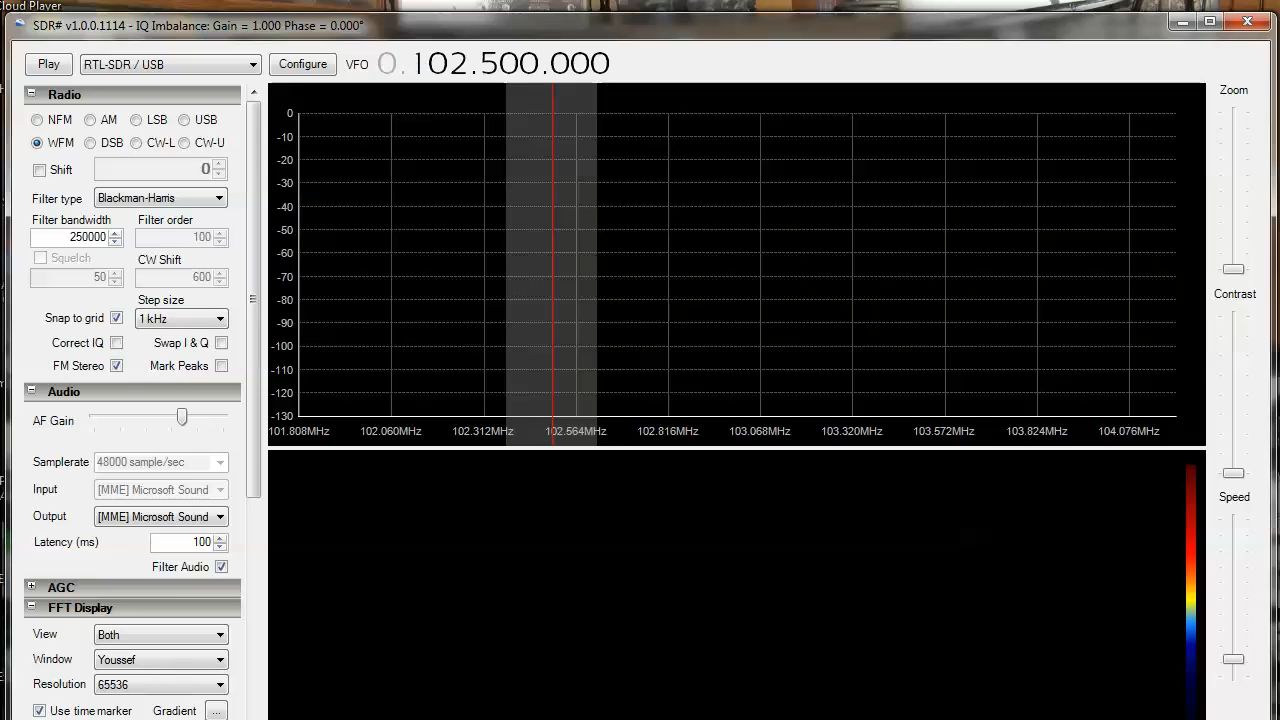 Cloud Player
SDR# v1.0.0.1114 - IQ Imbalance: Gain = 1.000 Phase = 0.000°
Play
RTL-SDR / USB
Configure
VFO
0.102.500.000
Radio
NFM AM LSB USB
WFM DSB CW-L CW-U
Shift 0
Filter type Blackman-Harris
Filter bandwidth Filter order
250000 100
Squelch CW Shift
50 600
Step size
Snap to grid 1 kHz
Correct IQ Swap I & Q
FM Stereo Mark Peaks
Audio
AF Gain
Samplerate 48000 sample/sec
Input [MME] Microsoft Sound
Output [MME] Microsoft Sound
Latency (ms) 100
Filter Audio
AGC
FFT Display
View Both
Window Youssef
Resolution 65536
Use time marker Gradient ...
0
-10
-20
-30
-40
-50
-60
-70
-80
-90
-100
-110
-120
-130
101.808MHz 102.060MHz 102.312MHz 102.564MHz 102.816MHz 103.068MHz 103.320MHz 103.572MHz 103.824MHz 104.076MHz
Zoom
Contrast
Speed